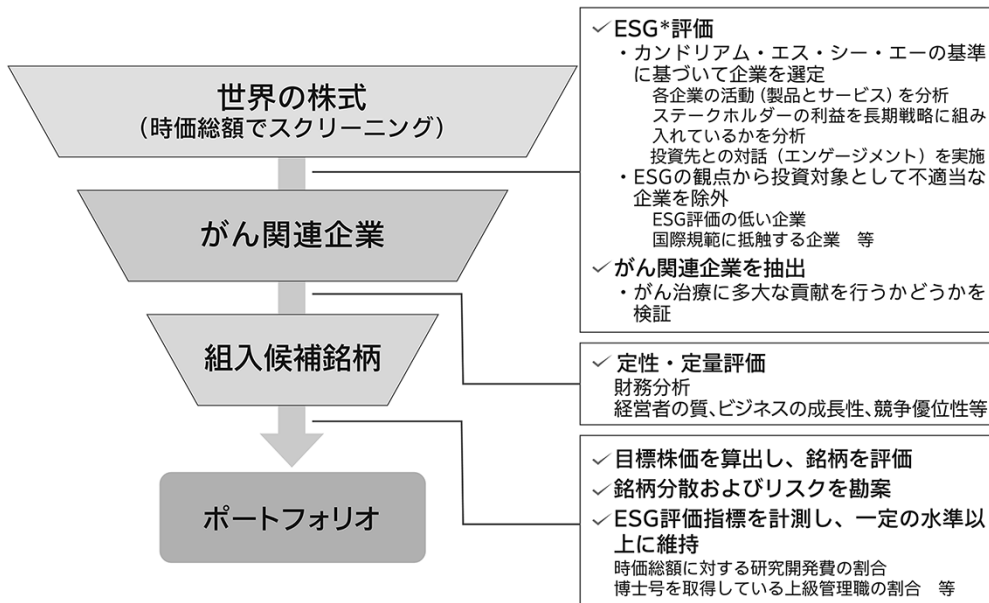 世界の株式
（時価総額でスクリーニング）
がん関連企業
組入候補銘柄
ポートフォリオ
✓ESG*評価
・カンドリアム・エス・シー・エーの基準
に基づいて企業を選定
各企業の活動（製品とサービス）を分析
ステークホルダーの利益を長期戦略に組み
入れているかを分析
投資先との対話（エンゲージメント）を実施
・ESGの観点から投資対象として不適当な
企業を除外
ESG評価の低い企業
国際規範に抵触する企業　等
✓がん関連企業を抽出
・がん治療に多大な貢献を行うかどうかを
検証
✓定性・定量評価
財務分析
経営者の質、ビジネスの成長性、競争優位性等
✓目標株価を算出し、銘柄を評価
✓銘柄分散およびリスクを勘案
✓ESG評価指標を計測し、一定の水準以
上に維持
時価総額に対する研究開発費の割合
博士号を取得している上級管理職の割合　等